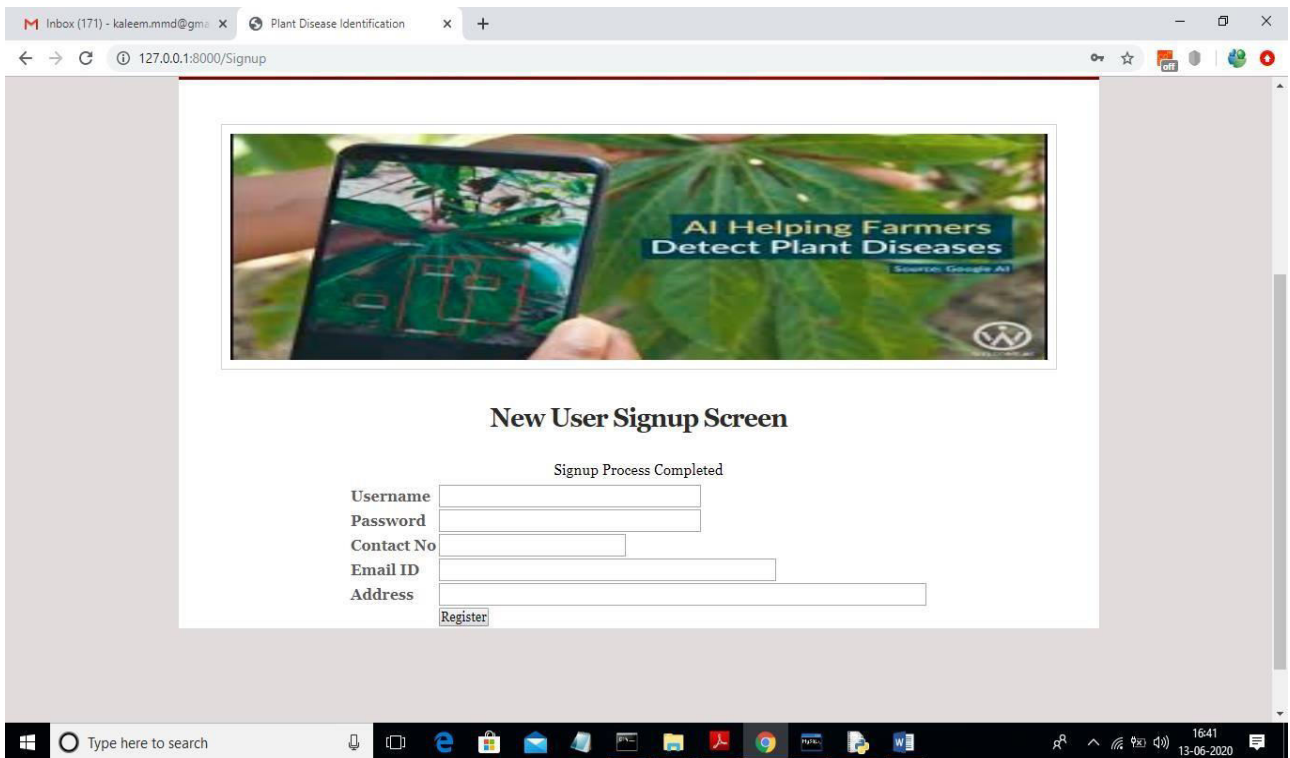 Inbox (171) - kaleem.mmd@gma
Plant Disease Identification
127.0.0.1:8000/Signup
off
AI Helping Farmers
Detect Plant Diseases
Source: Google AI
New User Signup Screen
Signup Process Completed
Username
Password
Contact No
Email ID
Address
Register
Type here to search
16:41
13-06-2020